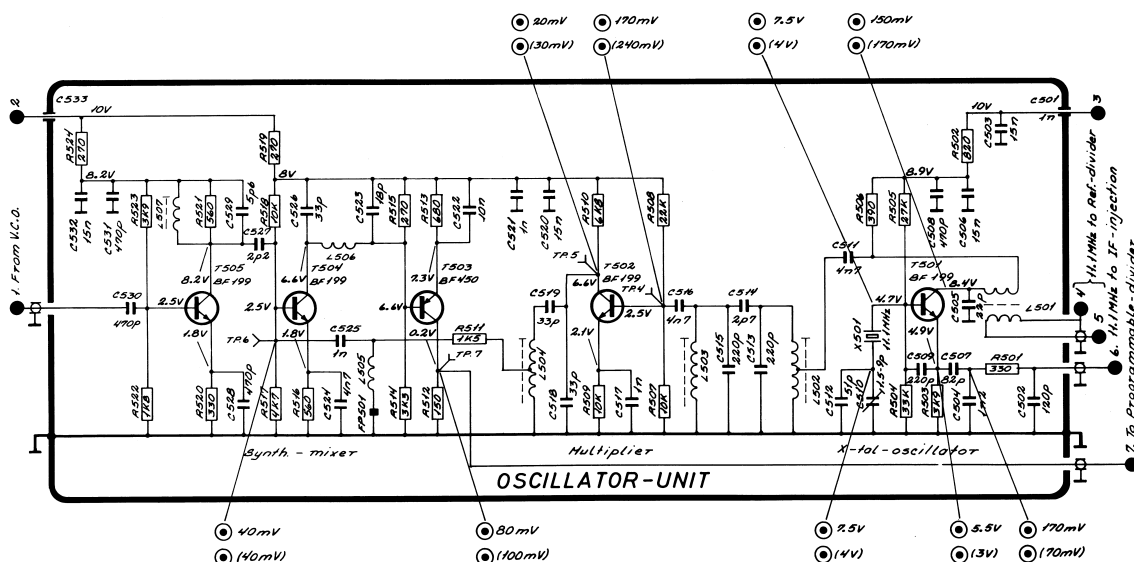 20mV
170mV
7.5V
150mV
(30mV)
(240mV)
(4V)
(170mV)
2
C533
10V
10V
C501
1n
3
R524
270
R519
270
R502
820
C503
15n
8.2V
8V
8.9V
C532
15n
C531
470p
R523
3K9
L507
R521
560
C529
5p6
R518
10K
C526
33p
C523
18p
R515
270
R513
680
C522
10n
C521
1n
C520
15n
R510
6K8
R508
22K
R506
390
R505
27K
C508
470p
C506
15n
C527
2p2
L506
C511
4n7
8.2V
T505
BF199
6.6V
T504
BF199
7.3V
T503
BF450
TP.5
6.6V
T502
BF199
TP.4
T501
BF199
8.4V
C505
22p
L501
4
11.1MHz to Ref-divider
5
6. 11.1MHz to IF-injection
7. To Programmable-divider
1. From V.C.O.
C530
470p
2.5V
2.5V
6.6V
C519
33p
2.5V
C516
4n7
C514
2p7
4.7V
X501
11.1MHz
1.8V
1.8V
0.2V
2.1V
4.9V
TP.6
C525
1n
R511
1K5
TP.7
L505
FP501
L504
L503
C515
220p
C513
220p
L502
C509
220p
C507
82p
R501
330
R522
1K8
R520
330
C528
470p
R517
4K7
R516
560
C524
4n7
R514
3K3
R512
150
C518
33p
R509
10K
C517
1n
R507
10K
C512
51p
C510
1.5-9p
R504
33K
R503
3K9
C504
1n2
C502
120p
Synth. - mixer
Multiplier
X-tal-oscillator
OSCILLATOR-UNIT
40mV
80mV
7.5V
5.5V
170mV
(40mV)
(100mV)
(4V)
(3V)
(70mV)